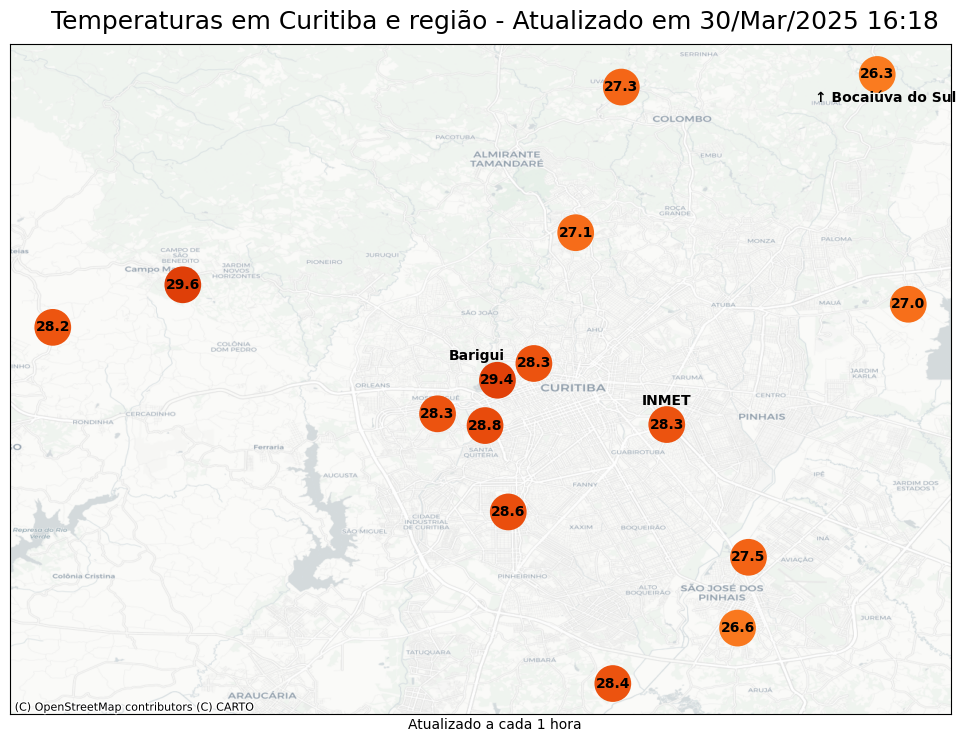 Temperaturas em Curitiba e região - Atualizado em 30/Mar/2025 16:18
SERRINHA
26.3
27.3
↑ Bocaiúva do Sul
COLOMBO
PACOTUBA
ALMIRANTE
TAMANDARÉ
EMBU
ROÇA
GRANDE
27.1
MONZA
PALOMA
CAMPO DE
SÃO
BENEDITO
JURUQUI
PIONEIRO
JARDIM
NOVOS
HORIZONTES
29.6
27.0
MAUÁ
ATUBA
SÃO JOÃO
28.2
AHÚ
COLÔNIA
DOM PEDRO
Barigui
28.3
29.4
JARDIM
KARLA
TARUMÃ
ORLEANS
CURITIBA
CENTRO
INMET
28.3
CERCADINHO
RONDINHA
PINHAIS
28.8
28.3
Ferraria
SANTA
QUITÉRIA
GUABIROTUBA
AUGUSTA
IPÊ
FANNY
JARDIM DOS
ESTADOS I
28.6
CIDADE
INDUSTRIAL
DE CURITIBA
SÃO MIGUEL
XAXIM
BOQUEIRÃO
Represa do Rio
Verde
INÁ
27.5
AVIAÇÃO
Colônia Cristina
PINHEIRINHO
ALTO
BOQUEIRÃO
SÃO JOSÉ DOS
PINHAIS
JUREMA
26.6
TATUQUARA
UMBARÁ
28.4
ARUJÁ
ARAUCÁRIA
(C) OpenStreetMap contributors (C) CARTO
Atualizado a cada 1 hora